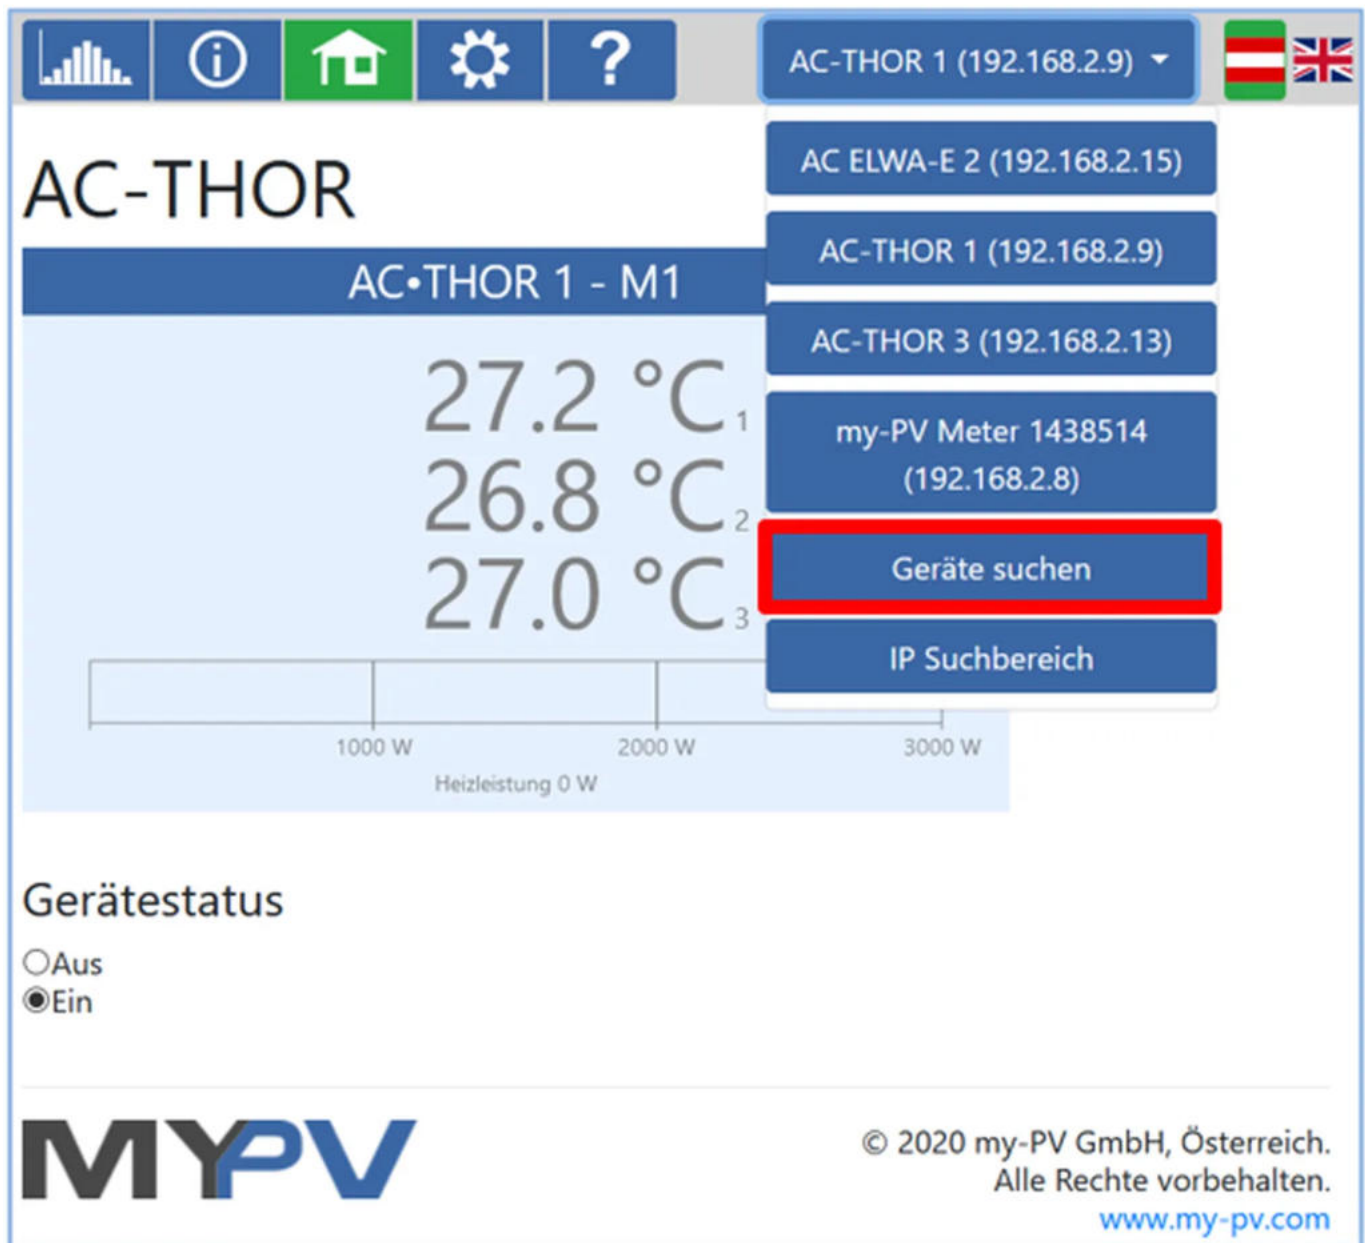 ?
AC-THOR 1 (192.168.2.9)
AC ELWA-E 2 (192.168.2.15)
AC-THOR 1 (192.168.2.9)
AC-THOR 3 (192.168.2.13)
my-PV Meter 1438514
(192.168.2.8)
Geräte suchen
IP Suchbereich
AC-THOR
AC•THOR 1 - M1
27.2 °C 1
26.8 °C 2
27.0 °C 3
1000 W 2000 W 3000 W
Heizleistung 0 W
Gerätestatus
Aus
Ein
MYPV
© 2020 my-PV GmbH, Österreich.
Alle Rechte vorbehalten.
www.my-pv.com